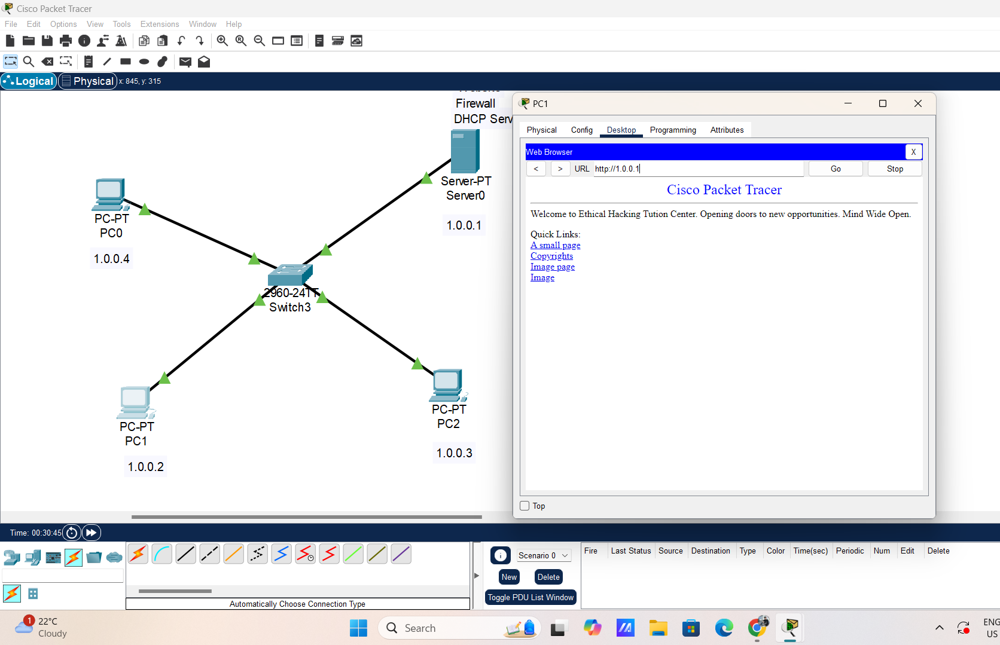 Cisco Packet Tracer
File Edit Options View Tools Extensions Window Help
Logical Physical x: 845, y: 315
Website
Firewall
DHCP Serv
Server-PT
Server0
1.0.0.1
PC-PT
PC0
1.0.0.4
2960-24TT
Switch3
PC-PT
PC1
1.0.0.2
PC-PT
PC2
1.0.0.3
PC1
Physical Config Desktop Programming Attributes
Web Browser X
< > URL http://1.0.0.1 Go Stop
Cisco Packet Tracer
Welcome to Ethical Hacking Tution Center. Opening doors to new opportunities. Mind Wide Open.
Quick Links:
A small page
Copyrights
Image page
Image
Top
Time: 00:30:45
Scenario 0
New Delete
Toggle PDU List Window
Fire Last Status Source Destination Type Color Time(sec) Periodic Num Edit Delete
Automatically Choose Connection Type
1
22°C
Cloudy
Search
ENG
US